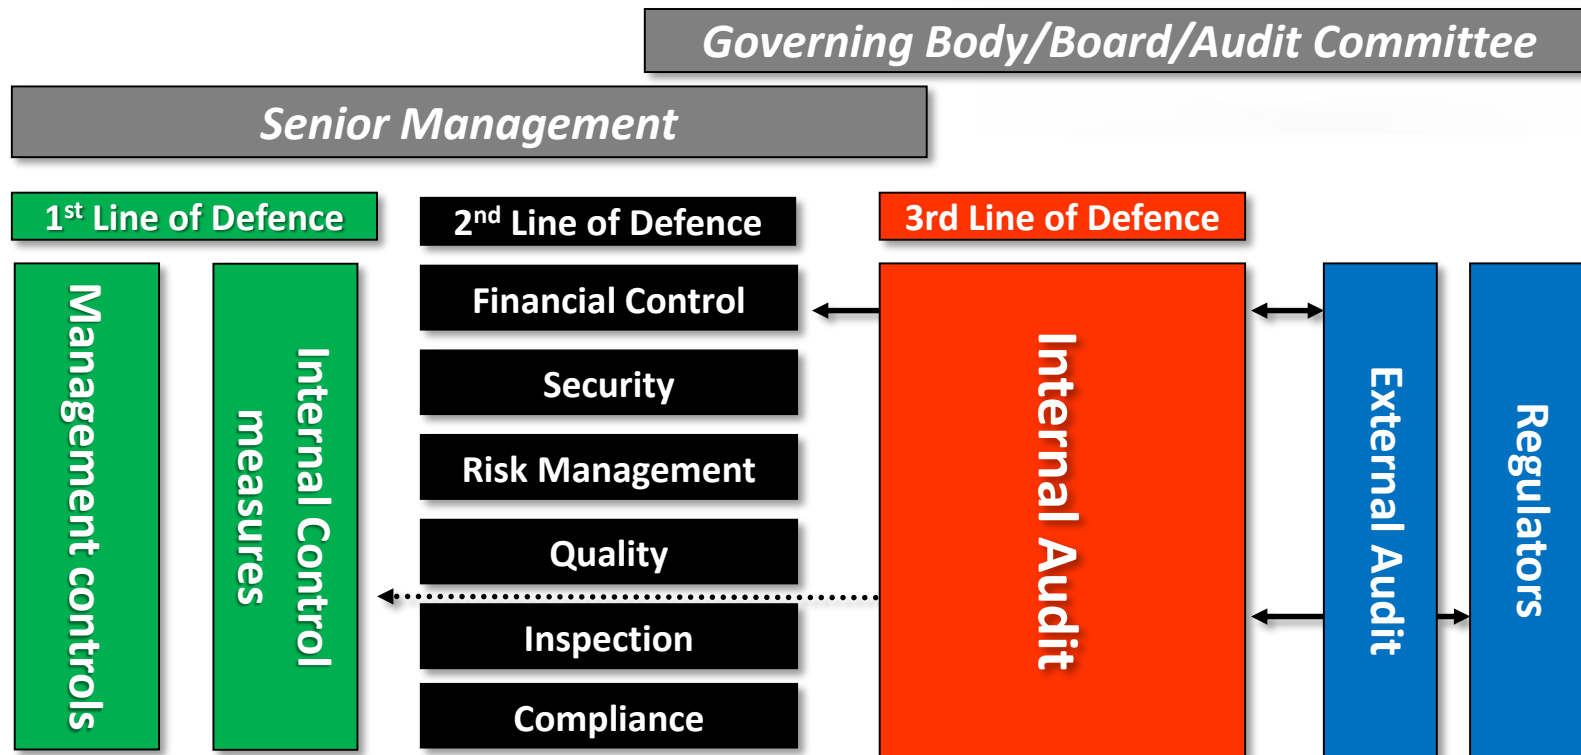 Governing Body/Board/Audit Committee
Senior Management
1st Line of Defence
2nd Line of Defence
3rd Line of Defence
Management controls
Internal Control
measures
Financial Control
Security
Risk Management
Quality
Inspection
Compliance
Internal Audit
External Audit
Regulators